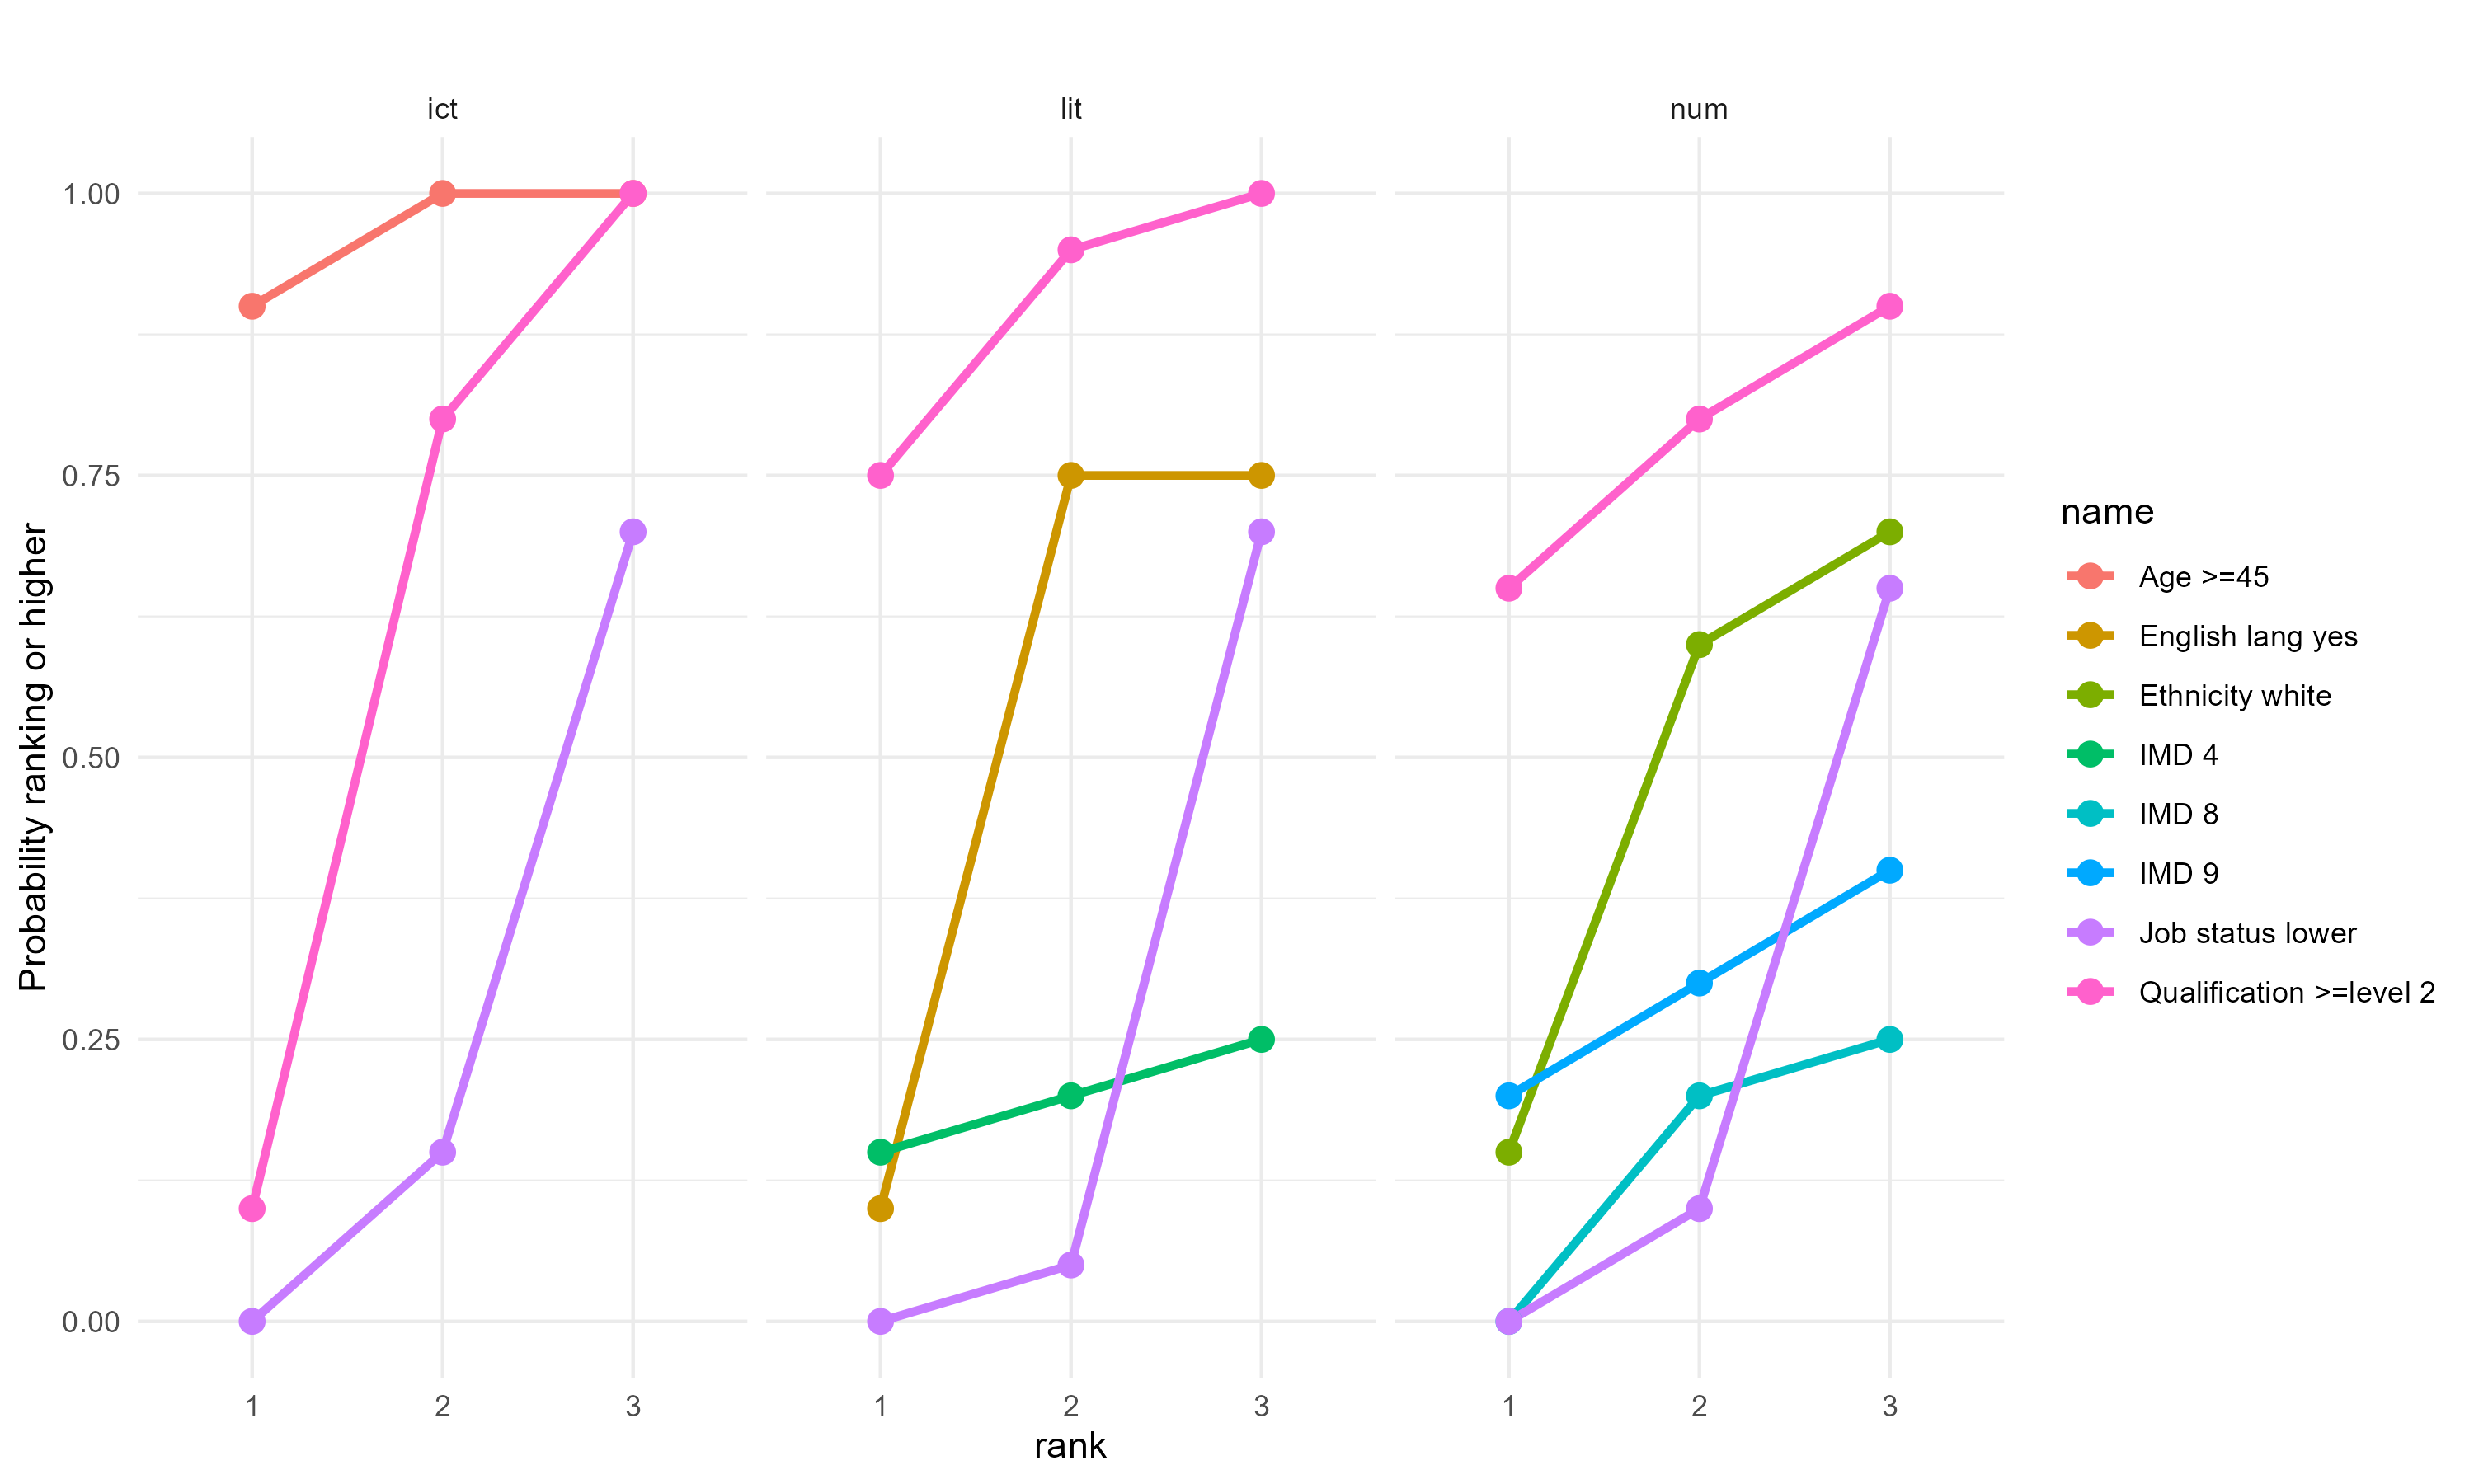 ict
lit
num
Probability ranking or higher
1.00
0.75
0.50
0.25
0.00
1 2 3
1 2 3
1 2 3
rank
name
Age >=45
English lang yes
Ethnicity white
IMD 4
IMD 8
IMD 9
Job status lower
Qualification >=level 2